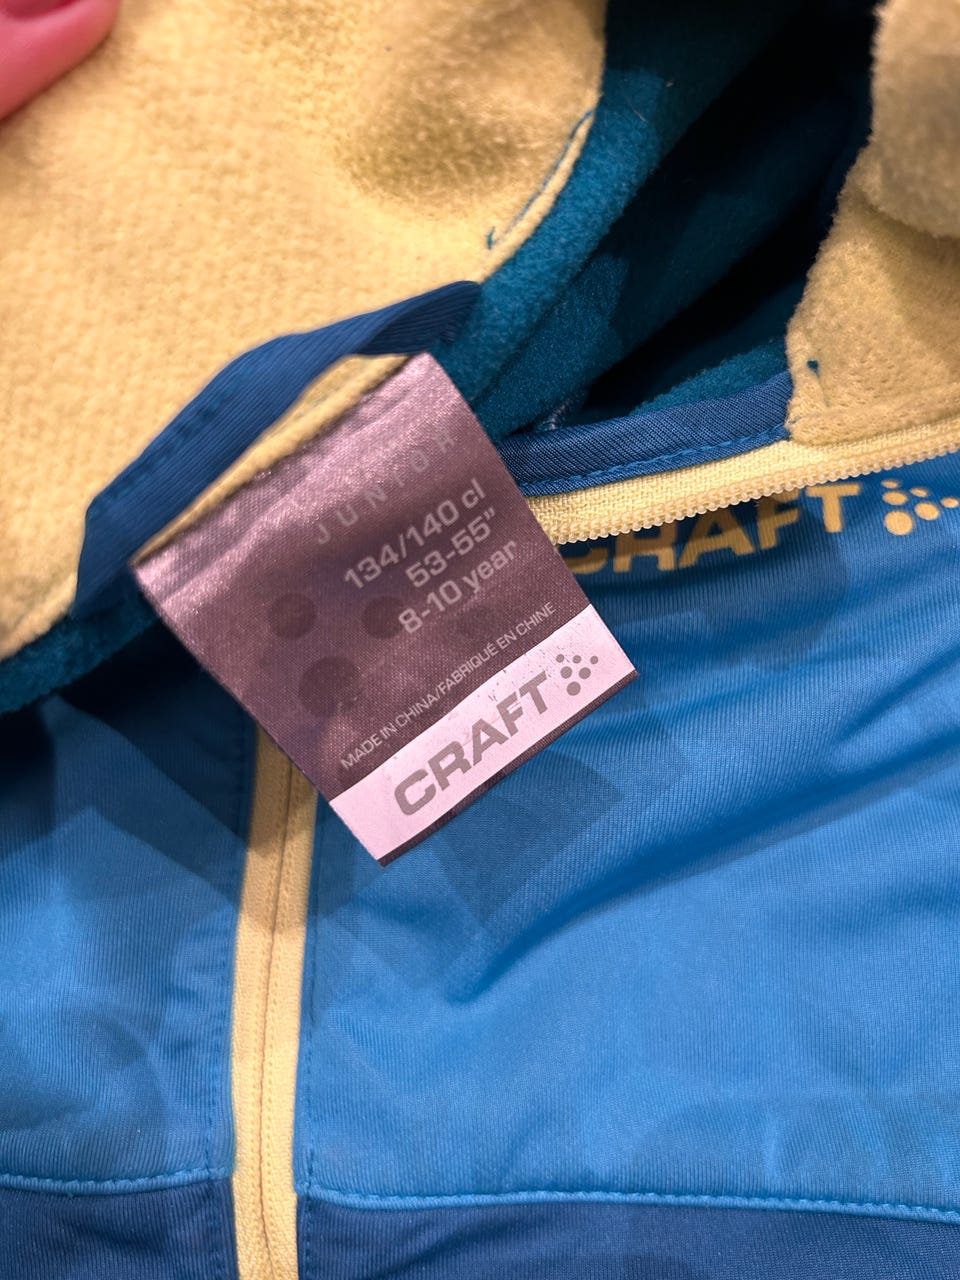 JUNIOR
134/140 cl
53-55"
8-10 year
MADE IN CHINA/FABRIQUÉ EN CHINE
CRAFT
CRAFT